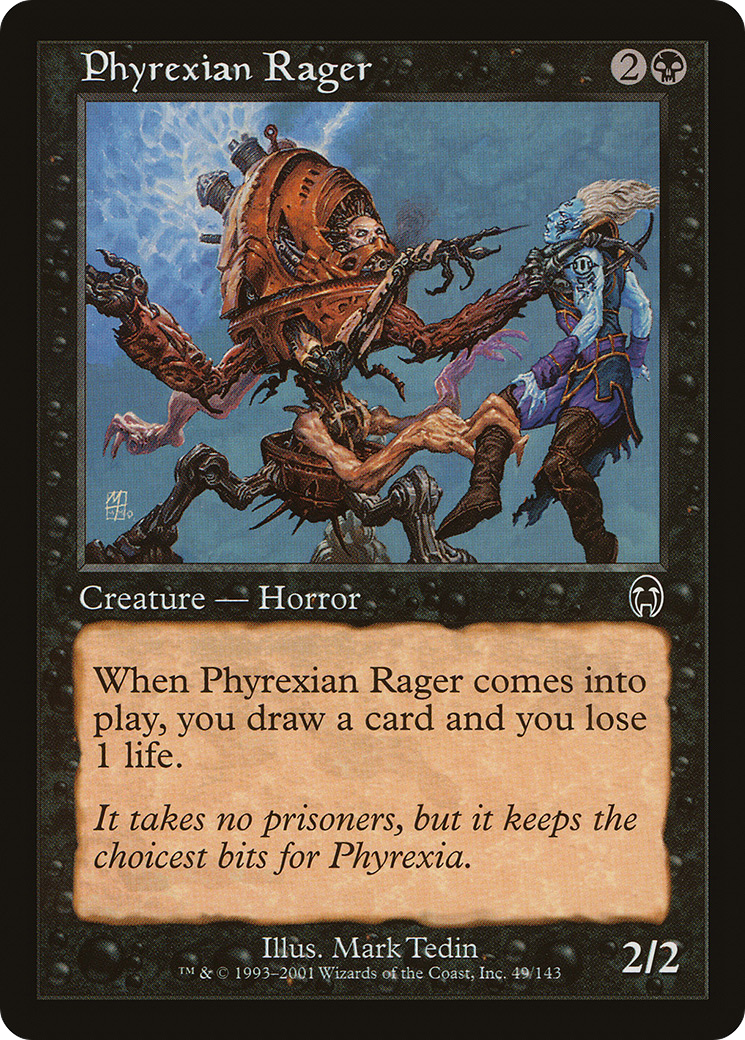 Phyrexian Rager
2
Creature — Horror
When Phyrexian Rager comes into
play, you draw a card and you lose
1 life.
It takes no prisoners, but it keeps the
choicest bits for Phyrexia.
Illus. Mark Tedin
™ & © 1993–2001 Wizards of the Coast, Inc. 49/143
2/2